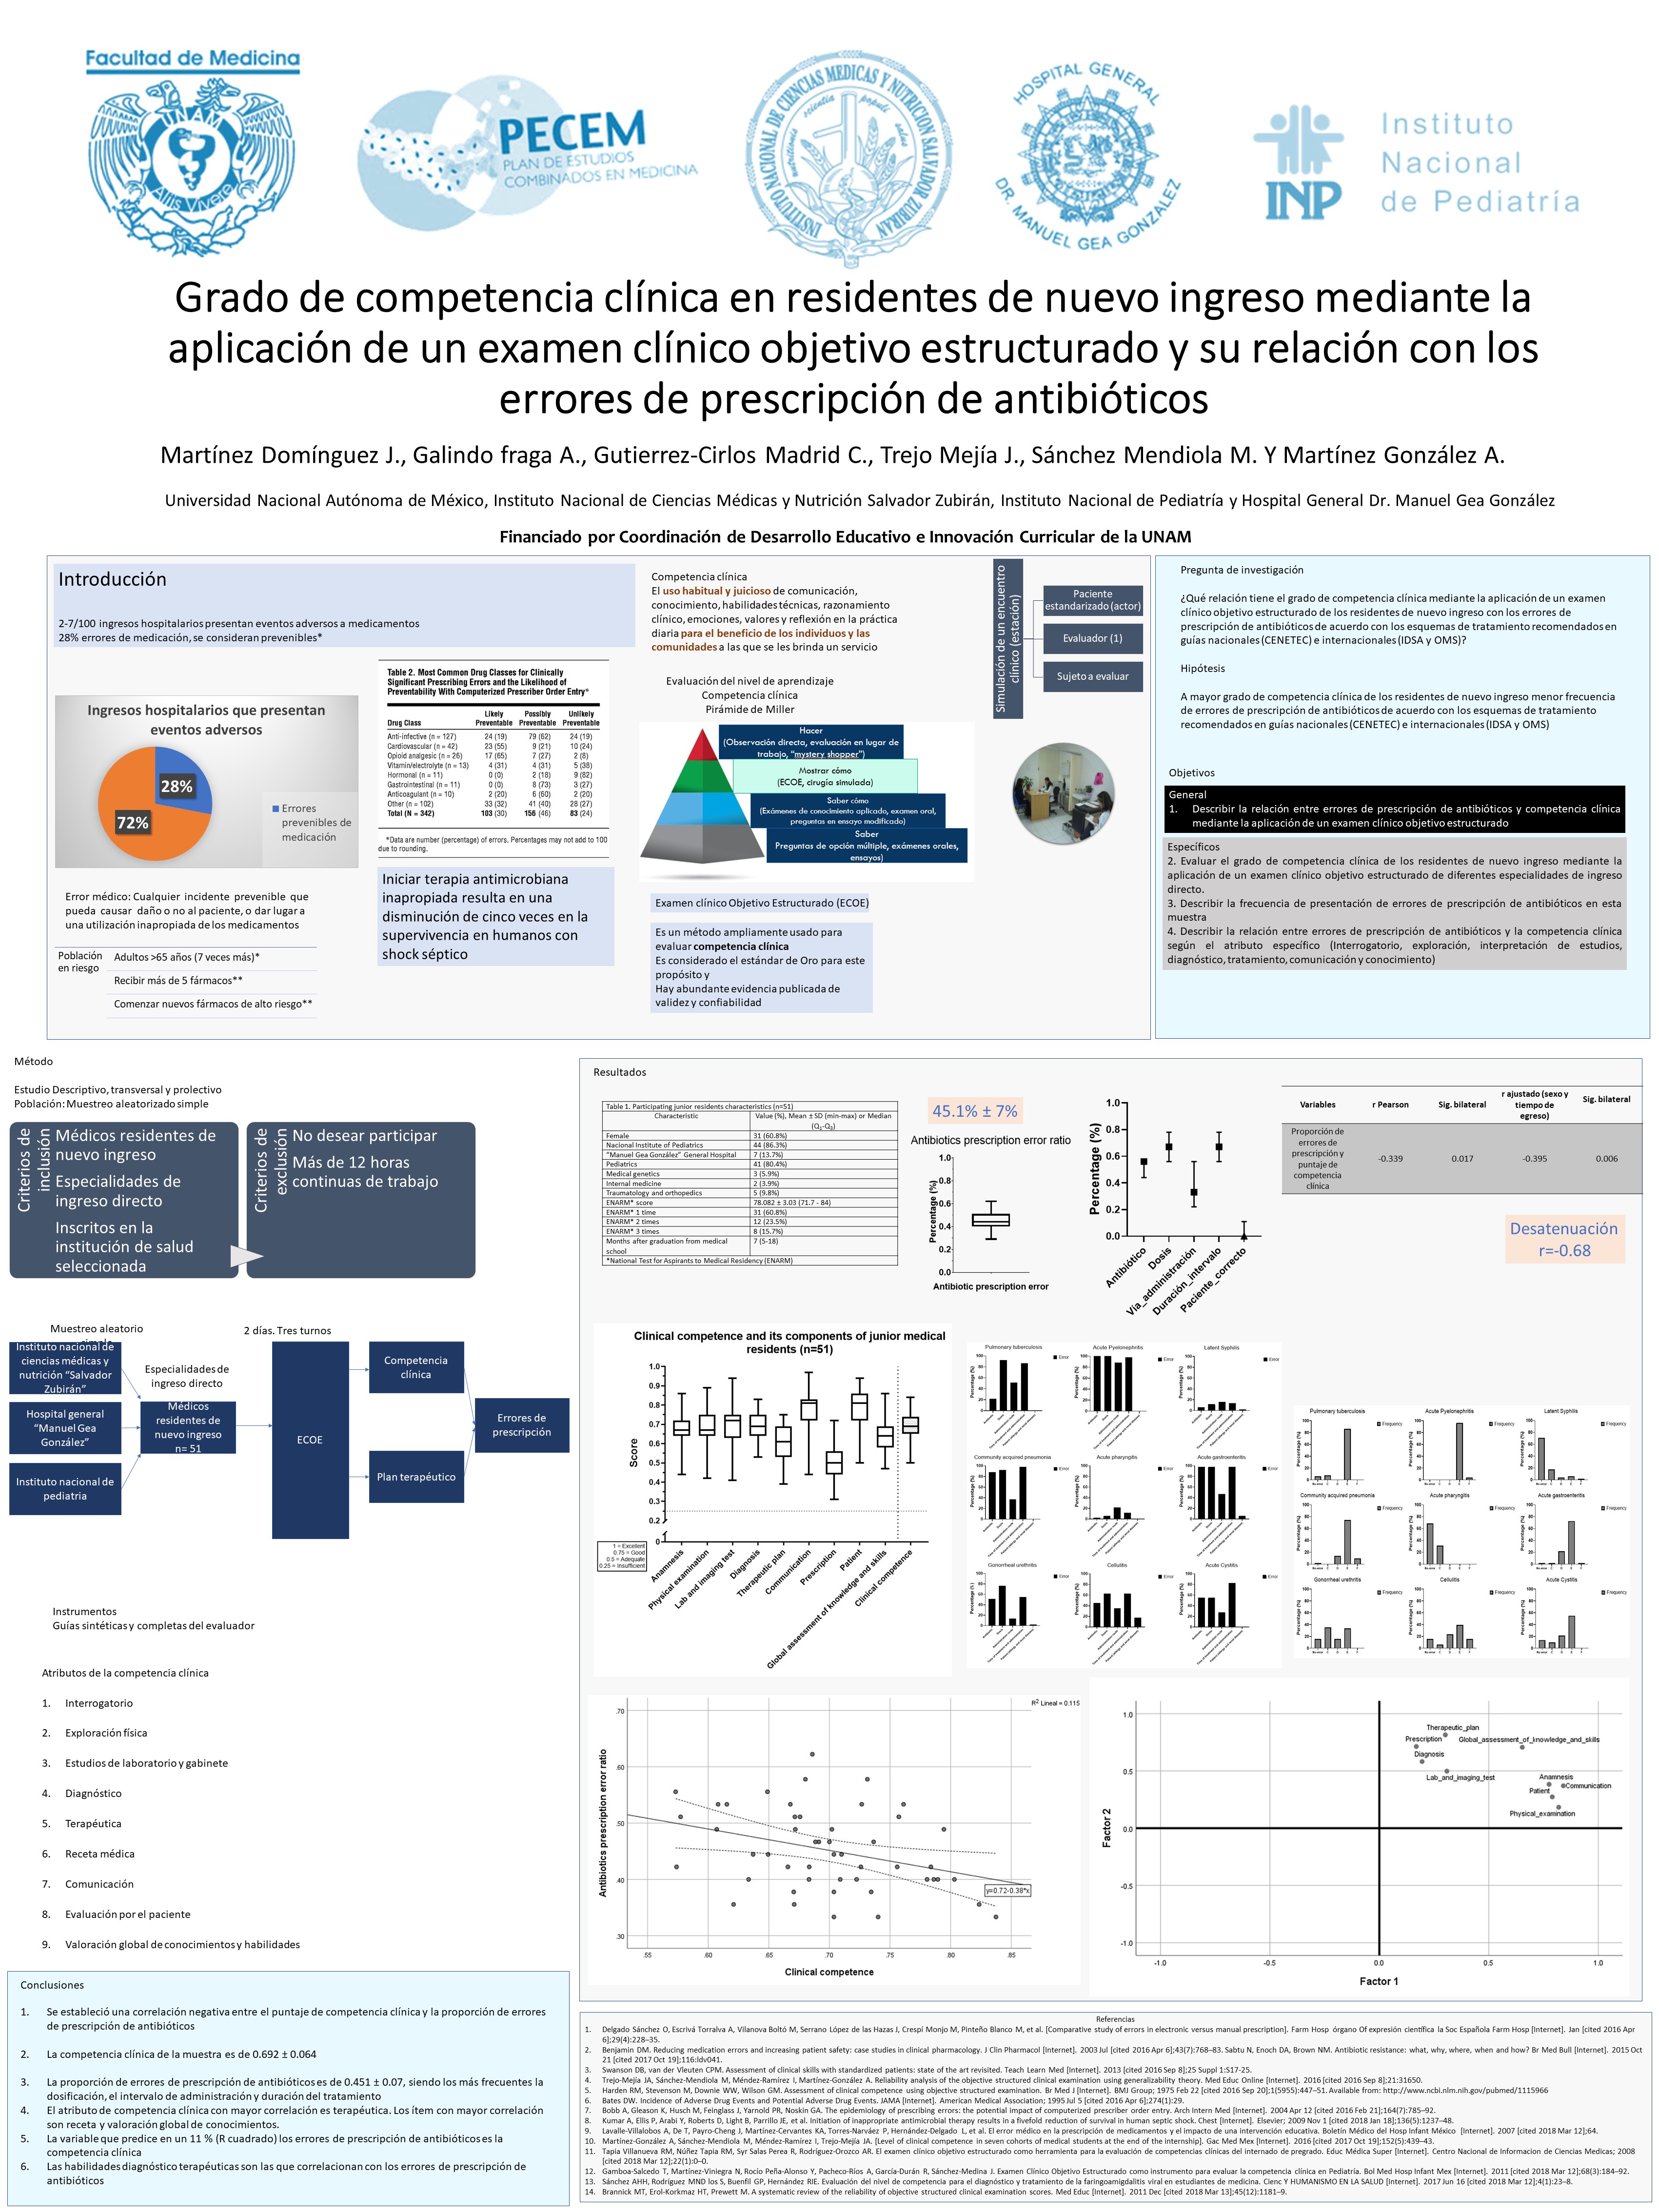 Facultad de Medicina
UNAM
Aliis Vivere
PECEM
PLAN DE ESTUDIOS
COMBINADOS EN MEDICINA
INSTITUTO NACIONAL DE CIENCIAS MEDICAS Y NUTRICION SALVADOR ZUBIRAN
HOSPITAL GENERAL
DR. MANUEL GEA GONZALEZ
INP
Instituto
Nacional
de Pediatría
Grado de competencia clínica en residentes de nuevo ingreso mediante la
aplicación de un examen clínico objetivo estructurado y su relación con los
errores de prescripción de antibióticos
Martínez Domínguez J., Galindo fraga A., Gutierrez-Cirlos Madrid C., Trejo Mejía J., Sánchez Mendiola M. Y Martínez González A.
Universidad Nacional Autónoma de México, Instituto Nacional de Ciencias Médicas y Nutrición Salvador Zubirán, Instituto Nacional de Pediatría y Hospital General Dr. Manuel Gea González
Financiado por Coordinación de Desarrollo Educativo e Innovación Curricular de la UNAM
Introducción
2-7/100 ingresos hospitalarios presentan eventos adversos a medicamentos
28% errores de medicación, se consideran prevenibles*
Ingresos hospitalarios que presentan
eventos adversos
28%
72%
Errores
prevenibles de
medicación
Error médico: Cualquier incidente prevenible que
pueda causar daño o no al paciente, o dar lugar a
una utilización inapropiada de los medicamentos
Población
en riesgo
Adultos >65 años (7 veces más)*
Recibir más de 5 fármacos**
Comenzar nuevos fármacos de alto riesgo**
Table 2. Most Common Drug Classes for Clinically
Significant Prescribing Errors and the Likelihood of
Preventability With Computerized Prescriber Order Entry*
Drug Class Likely Preventable Possibly Preventable Unlikely Preventable
Anti-infective (n = 127) 24 (19) 79 (62) 24 (19)
Cardiovascular (n = 42) 23 (55) 9 (21) 10 (24)
Opioid analgesic (n = 26) 17 (65) 7 (27) 2 (8)
Vitamin/electrolyte (n = 13) 4 (31) 4 (31) 5 (38)
Hormonal (n = 11) 0 (0) 2 (18) 9 (82)
Gastrointestinal (n = 11) 0 (0) 8 (73) 3 (27)
Anticoagulant (n = 10) 2 (20) 6 (60) 2 (20)
Other (n = 102) 33 (32) 41 (40) 28 (27)
Total (N = 342) 103 (30) 156 (46) 83 (24)
*Data are number (percentage) of errors. Percentages may not add to 100
due to rounding.
Iniciar terapia antimicrobiana
inapropiada resulta en una
disminución de cinco veces en la
supervivencia en humanos con
shock séptico
Competencia clínica
El uso habitual y juicioso de comunicación,
conocimiento, habilidades técnicas, razonamiento
clínico, emociones, valores y reflexión en la práctica
diaria para el beneficio de los individuos y las
comunidades a las que se les brinda un servicio
Evaluación del nivel de aprendizaje
Competencia clínica
Pirámide de Miller
Hacer
(Observación directa, evaluación en lugar de
trabajo, "mystery shopper")
Mostrar cómo
(ECOE, cirugía simulada)
Saber cómo
(Exámenes de conocimiento aplicado, examen oral,
preguntas en ensayo modificado)
Saber
Preguntas de opción múltiple, exámenes orales,
ensayos)
Examen clínico Objetivo Estructurado (ECOE)
Es un método ampliamente usado para
evaluar competencia clínica
Es considerado el estándar de Oro para este
propósito y
Hay abundante evidencia publicada de
validez y confiabilidad
Simulación de un encuentro
clínico (estación)
Paciente
estandarizado (actor)
Evaluador (1)
Sujeto a evaluar
Pregunta de investigación
¿Qué relación tiene el grado de competencia clínica mediante la aplicación de un examen
clínico objetivo estructurado de los residentes de nuevo ingreso con los errores de
prescripción de antibióticos de acuerdo con los esquemas de tratamiento recomendados en
guías nacionales (CENETEC) e internacionales (IDSA y OMS)?
Hipótesis
A mayor grado de competencia clínica de los residentes de nuevo ingreso menor frecuencia
de errores de prescripción de antibióticos de acuerdo con los esquemas de tratamiento
recomendados en guías nacionales (CENETEC) e internacionales (IDSA y OMS)
Objetivos
General
1. Describir la relación entre errores de prescripción de antibióticos y competencia clínica
mediante la aplicación de un examen clínico objetivo estructurado
Específicos
2. Evaluar el grado de competencia clínica de los residentes de nuevo ingreso mediante la
aplicación de un examen clínico objetivo estructurado de diferentes especialidades de ingreso
directo.
3. Describir la frecuencia de presentación de errores de prescripción de antibióticos en esta
muestra
4. Describir la relación entre errores de prescripción de antibióticos y la competencia clínica
según el atributo específico (Interrogatorio, exploración, interpretación de estudios,
diagnóstico, tratamiento, comunicación y conocimiento)
Método
Estudio Descriptivo, transversal y prolectivo
Población: Muestreo aleatorizado simple
Criterios de
inclusión
Médicos residentes de
nuevo ingreso
Especialidades de
ingreso directo
Inscritos en la
institución de salud
seleccionada
Criterios de
exclusión
No desear participar
Más de 12 horas
continuas de trabajo
Muestreo aleatorio
simple
2 días. Tres turnos
Instituto nacional de
ciencias médicas y
nutrición "Salvador
Zubirán"
Hospital general
"Manuel Gea
González"
Instituto nacional de
pediatria
Especialidades de
ingreso directo
Médicos
residentes de
nuevo ingreso
n= 51
ECOE
Competencia
clínica
Plan terapéutico
Errores de
prescripción
Instrumentos
Guías sintéticas y completas del evaluador
Atributos de la competencia clínica
1. Interrogatorio
2. Exploración física
3. Estudios de laboratorio y gabinete
4. Diagnóstico
5. Terapéutica
6. Receta médica
7. Comunicación
8. Evaluación por el paciente
9. Valoración global de conocimientos y habilidades
Conclusiones
1. Se estableció una correlación negativa entre el puntaje de competencia clínica y la proporción de errores
de prescripción de antibióticos
2. La competencia clínica de la muestra es de 0.692 ± 0.064
3. La proporción de errores de prescripción de antibióticos es de 0.451 ± 0.07, siendo los más frecuentes la
dosificación, el intervalo de administración y duración del tratamiento
4. El atributo de competencia clínica con mayor correlación es terapéutica. Los ítem con mayor correlación
son receta y valoración global de conocimientos.
5. La variable que predice en un 11 % (R cuadrado) los errores de prescripción de antibióticos es la
competencia clínica
6. Las habilidades diagnóstico terapéuticas son las que correlacionan con los errores de prescripción de
antibióticos
Resultados
Table 1. Participating junior residents characteristics (n=51)
Characteristic Value (%), Mean ± SD (min-max) or Median (Q1-Q3)
Female 31 (60.8%)
National Institute of Pediatrics 44 (86.3%)
"Manuel Gea González" General Hospital 7 (13.7%)
Pediatrics 41 (80.4%)
Medical genetics 3 (5.9%)
Internal medicine 2 (3.9%)
Traumatology and orthopedics 5 (9.8%)
ENARM* score 78.082 ± 3.03 (71.7 - 84)
ENARM* 1 time 31 (60.8%)
ENARM* 2 times 12 (23.5%)
ENARM* 3 times 8 (15.7%)
Months after graduation from medical school 7 (5-18)
*National Test for Aspirants to Medical Residency (ENARM)
45.1% ± 7%
Antibiotics prescription error ratio
Percentage (%)
1.0
0.8
0.6
0.4
0.2
0.0
Antibiotic prescription error
Percentage (%)
1.0
0.8
0.6
0.4
0.2
0.0
Antibiótico
Dosis
Vía_administración
Duración_intervalo
Paciente_correcto
Variables r Pearson Sig. bilateral r ajustado (sexo y tiempo de egreso) Sig. bilateral
Proporción de errores de prescripción y puntaje de competencia clínica -0.339 0.017 -0.395 0.006
Desatenuación
r=-0.68
Clinical competence and its components of junior medical
residents (n=51)
Score
1.0
0.9
0.8
0.7
0.6
0.5
0.4
0.3
0.2
0
1 = Excellent
0.75 = Good
0.5 = Adequate
0.25 = Insufficient
Anamnesis
Physical examination
Lab and imaging test
Diagnosis
Therapeutic plan
Communication
Prescription
Patient
Global assessment of knowledge and skills
Clinical competence
Pulmonary tuberculosis
Acute Pyelonephritis
Latent Syphilis
Community acquired pneumonia
Acute pharyngitis
Acute gastroenteritis
Gonorrheal urethritis
Cellulitis
Acute Cystitis
Error
Percentage (%)
Pulmonary tuberculosis
Acute Pyelonephritis
Latent Syphilis
Community acquired pneumonia
Acute pharyngitis
Acute gastroenteritis
Gonorrheal urethritis
Cellulitis
Acute Cystitis
Frequency
Percentage (%)
R2 Lineal = 0.115
Antibiotics prescription error ratio
.70
.60
.50
.40
.30
y=0.72-0.38*x
.55 .60 .65 .70 .75 .80 .85
Clinical competence
Factor 2
1.0
0.5
0.0
-0.5
-1.0
Therapeutic_plan
Prescription
Global_assessment_of_knowledge_and_skills
Diagnosis
Lab_and_imaging_test
Anamnesis
Communication
Patient
Physical_examination
-1.0 -0.5 0.0 0.5 1.0
Factor 1
Referencias
1. Delgado Sánchez O, Escrivá Torralva A, Vilanova Boltó M, Serrano López de las Hazas J, Crespí Monjo M, Pinteño Blanco M, et al. [Comparative study of errors in electronic versus manual prescription]. Farm Hosp órgano Of expresión científica la Soc Española Farm Hosp [Internet]. Jan [cited 2016 Apr
6];29(4):228–35.
2. Benjamin DM. Reducing medication errors and increasing patient safety: case studies in clinical pharmacology. J Clin Pharmacol [Internet]. 2003 Jul [cited 2016 Apr 6];43(7):768–83. Sabtu N, Enoch DA, Brown NM. Antibiotic resistance: what, why, where, when and how? Br Med Bull [Internet]. 2015 Oct
21 [cited 2017 Oct 19];116:ldv041.
3. Swanson DB, van der Vleuten CPM. Assessment of clinical skills with standardized patients: state of the art revisited. Teach Learn Med [Internet]. 2013 [cited 2016 Sep 8];25 Suppl 1:S17-25.
4. Trejo-Mejía JA, Sánchez-Mendiola M, Méndez-Ramírez I, Martínez-González A. Reliability analysis of the objective structured clinical examination using generalizability theory. Med Educ Online [Internet]. 2016 [cited 2016 Sep 8];21:31650.
5. Harden RM, Stevenson M, Downie WW, Wilson GM. Assessment of clinical competence using objective structured examination. Br Med J [Internet]. BMJ Group; 1975 Feb 22 [cited 2016 Sep 20];1(5955):447–51. Available from: http://www.ncbi.nlm.nih.gov/pubmed/1115966
6. Bates DW. Incidence of Adverse Drug Events and Potential Adverse Drug Events. JAMA [Internet]. American Medical Association; 1995 Jul 5 [cited 2016 Apr 6];274(1):29.
7. Bobb A, Gleason K, Husch M, Feinglass J, Yarnold PR, Noskin GA. The epidemiology of prescribing errors: the potential impact of computerized prescriber order entry. Arch Intern Med [Internet]. 2004 Apr 12 [cited 2016 Feb 21];164(7):785–92.
8. Kumar A, Ellis P, Arabi Y, Roberts D, Light B, Parrillo JE, et al. Initiation of inappropriate antimicrobial therapy results in a fivefold reduction of survival in human septic shock. Chest [Internet]. Elsevier; 2009 Nov 1 [cited 2018 Jan 18];136(5):1237–48.
9. Lavalle-Villalobos A, De T, Payro-Cheng J, Martínez-Cervantes KA, Torres-Narváez P, Hernández-Delgado L, et al. El error médico en la prescripción de medicamentos y el impacto de una intervención educativa. Boletín Médico del Hosp Infant México [Internet]. 2007 [cited 2018 Mar 12];64.
10. Martínez-González A, Sánchez-Mendiola M, Méndez-Ramírez I, Trejo-Mejía JA. [Level of clinical competence in seven cohorts of medical students at the end of the internship]. Gac Med Mex [Internet]. 2016 [cited 2017 Oct 19];152(5):439–43.
11. Tapia Villanueva RM, Núñez Tapia RM, Syr Salas Perea R, Rodríguez-Orozco AR. El examen clínico objetivo estructurado como herramienta para la evaluación de competencias clínicas del internado de pregrado. Educ Médica Super [Internet]. Centro Nacional de Informacion de Ciencias Medicas; 2008
[cited 2018 Mar 12];22(1):0–0.
12. Gamboa-Salcedo T, Martínez-Viniegra N, Rocío Peña-Alonso Y, Pacheco-Ríos A, García-Durán R, Sánchez-Medina J. Examen Clínico Objetivo Estructurado como instrumento para evaluar la competencia clínica en Pediatría. Bol Med Hosp Infant Mex [Internet]. 2011 [cited 2018 Mar 12];68(3):184–92.
13. Sánchez AHH, Rodríguez MND los S, Buenfil GP, Hernández RIE. Evaluación del nivel de competencia para el diagnóstico y tratamiento de la faringoamigdalitis viral en estudiantes de medicina. Cienc Y HUMANISMO EN LA SALUD [Internet]. 2017 Jun 16 [cited 2018 Mar 12];4(1):23–8.
14. Brannick MT, Erol-Korkmaz HT, Prewett M. A systematic review of the reliability of objective structured clinical examination scores. Med Educ [Internet]. 2011 Dec [cited 2018 Mar 13];45(12):1181–9.